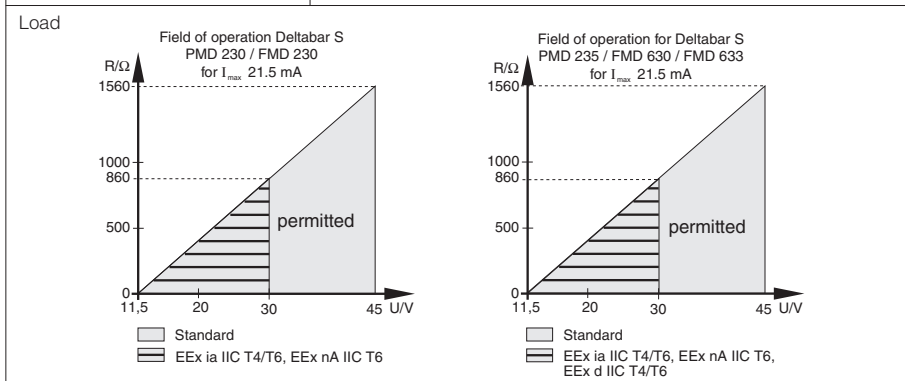 Load
Field of operation Deltabar S
PMD 230 / FMD 230
for Imax 21.5 mA
R/Ω
1560
1000
860
500
0
permitted
11,5 20 30 45 U/V
Standard
EEx ia IIC T4/T6, EEx nA IIC T6
Field of operation for Deltabar S
PMD 235 / FMD 630 / FMD 633
for Imax 21.5 mA
R/Ω
1560
1000
860
500
0
permitted
11,5 20 30 45 U/V
Standard
EEx ia IIC T4/T6, EEx nA IIC T6,
EEx d IIC T4/T6